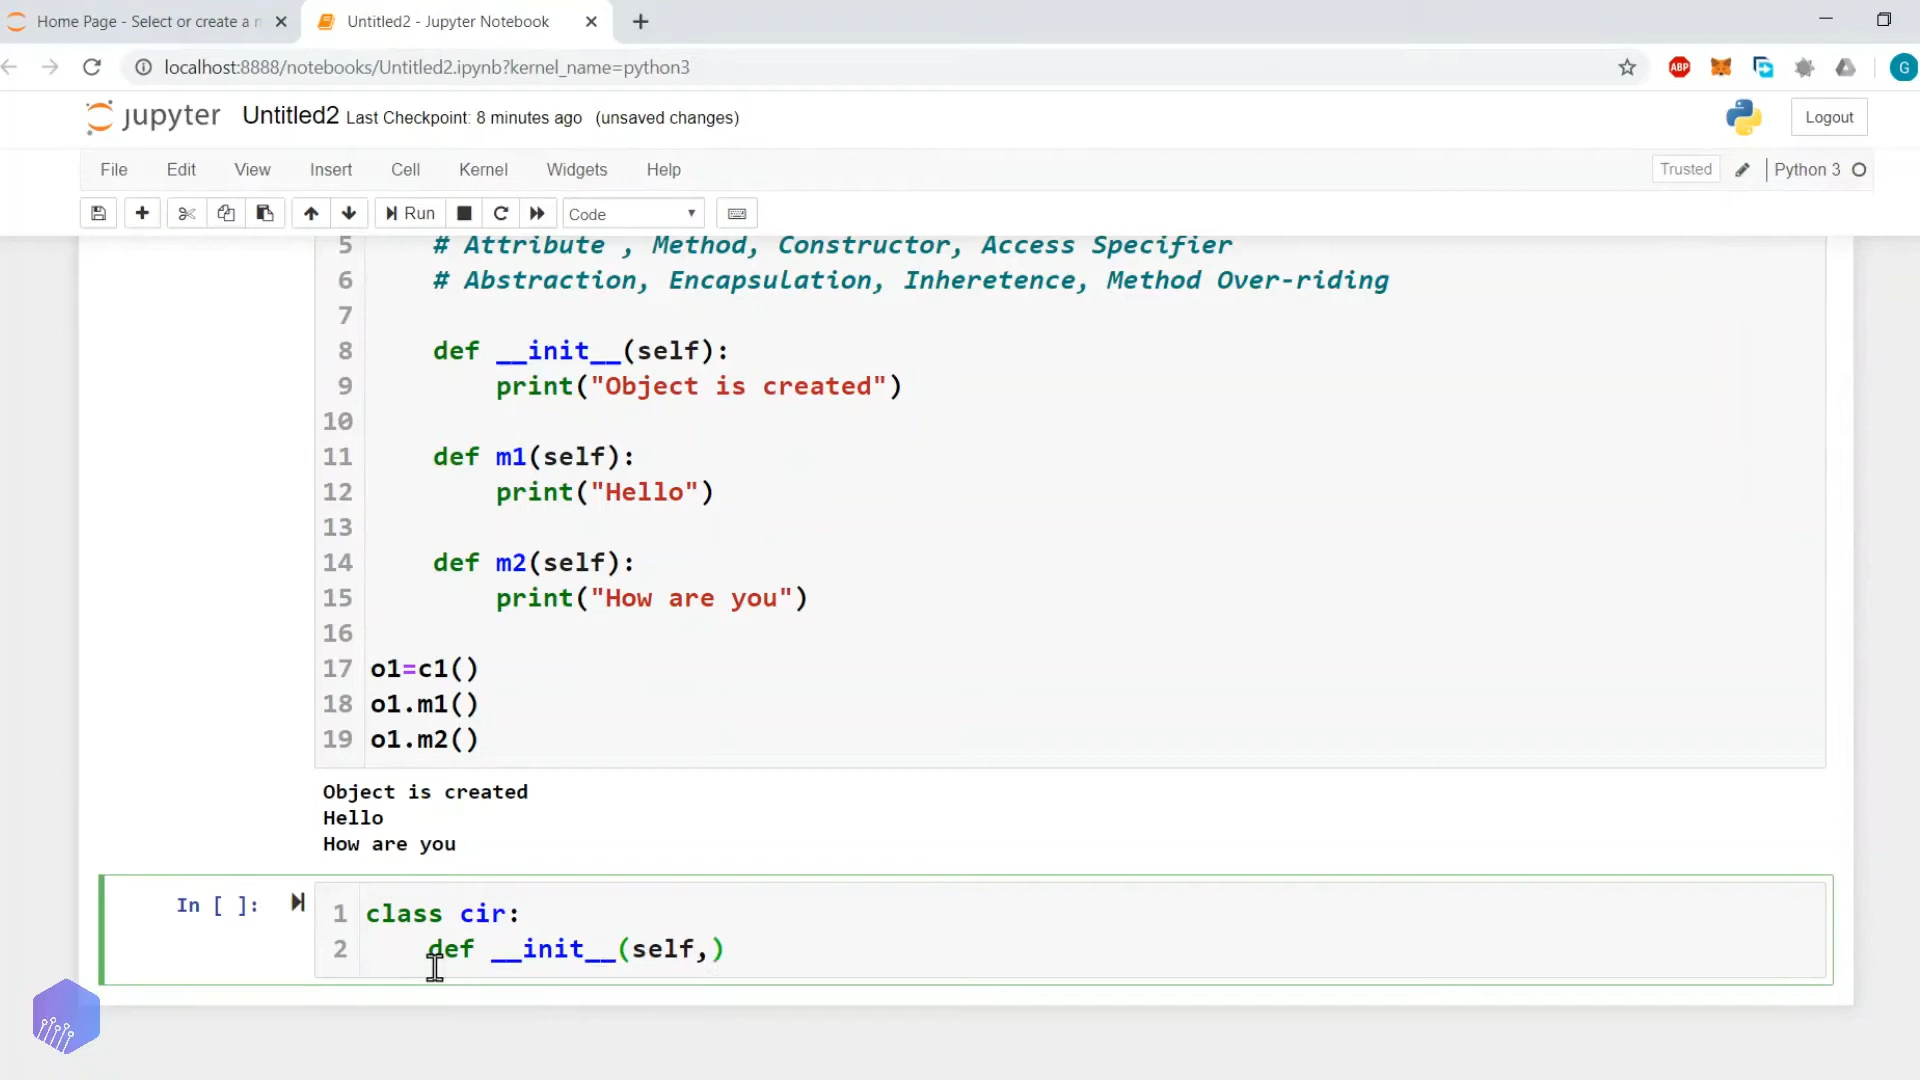 Home Page - Select or create a n
Untitled2 - Jupyter Notebook
localhost:8888/notebooks/Untitled2.ipynb?kernel_name=python3
ABP
G
jupyter Untitled2 Last Checkpoint: 8 minutes ago (unsaved changes)
Logout
File Edit View Insert Cell Kernel Widgets Help
Trusted
Python 3
Run
Code
5 # Attribute , Method, Constructor, Access Specifier
6 # Abstraction, Encapsulation, Inheretence, Method Over-riding
7
8 def __init__(self):
9 print("Object is created")
10
11 def m1(self):
12 print("Hello")
13
14 def m2(self):
15 print("How are you")
16
17 o1=c1()
18 o1.m1()
19 o1.m2()
Object is created
Hello
How are you
In [ ]:
1 class cir:
2 def __init__(self,)